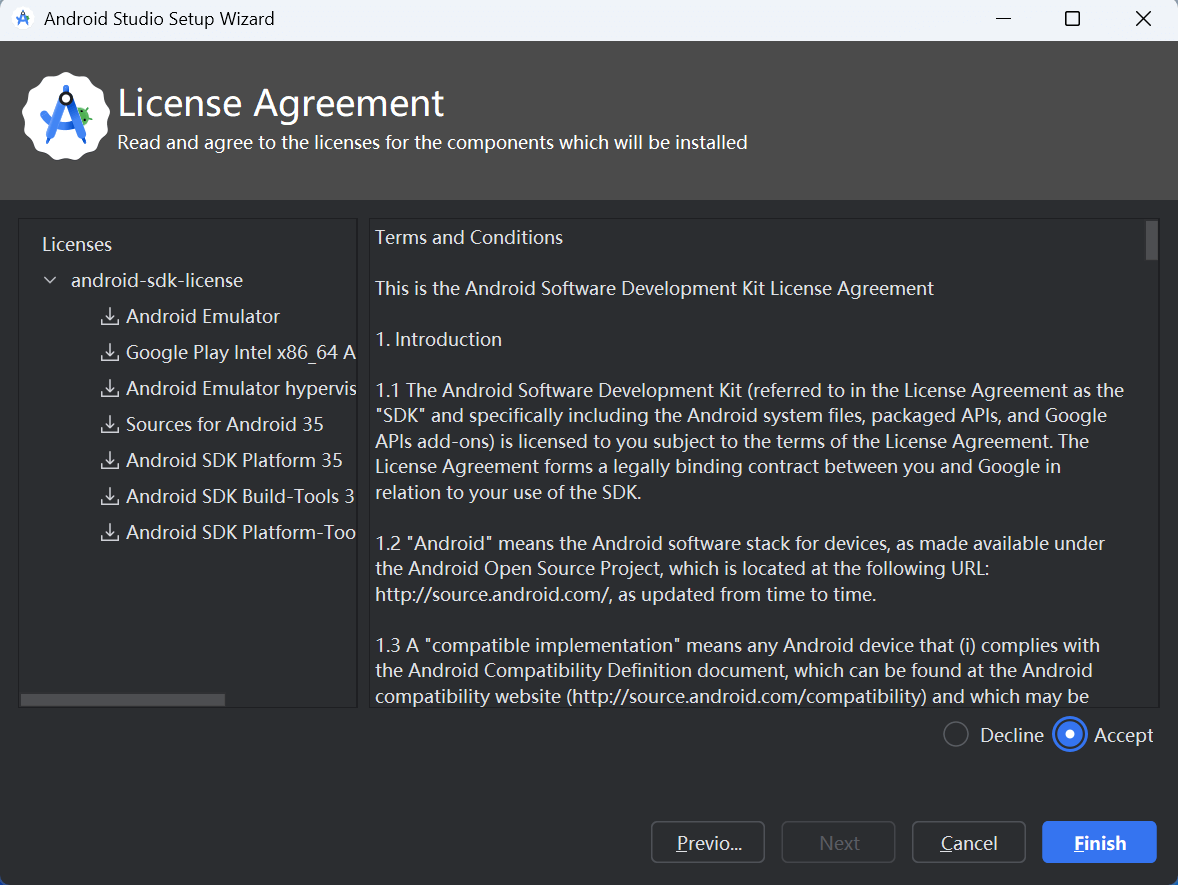 Android Studio Setup Wizard
License Agreement
Read and agree to the licenses for the components which will be installed
Licenses
android-sdk-license
Android Emulator
Google Play Intel x86_64 A
Android Emulator hypervis
Sources for Android 35
Android SDK Platform 35
Android SDK Build-Tools 3
Android SDK Platform-Too
Terms and Conditions
This is the Android Software Development Kit License Agreement
1. Introduction
1.1 The Android Software Development Kit (referred to in the License Agreement as the
"SDK" and specifically including the Android system files, packaged APIs, and Google
APIs add-ons) is licensed to you subject to the terms of the License Agreement. The
License Agreement forms a legally binding contract between you and Google in
relation to your use of the SDK.
1.2 "Android" means the Android software stack for devices, as made available under
the Android Open Source Project, which is located at the following URL:
http://source.android.com/, as updated from time to time.
1.3 A "compatible implementation" means any Android device that (i) complies with
the Android Compatibility Definition document, which can be found at the Android
compatibility website (http://source.android.com/compatibility) and which may be
Decline Accept
Previo... Next Cancel Finish